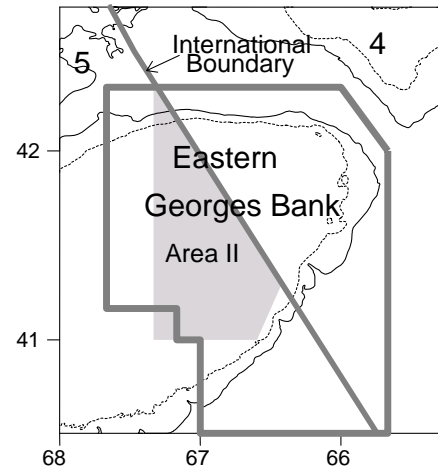 International
Boundary
4
5
42
Eastern
Georges Bank
Area II
41
68
67
66